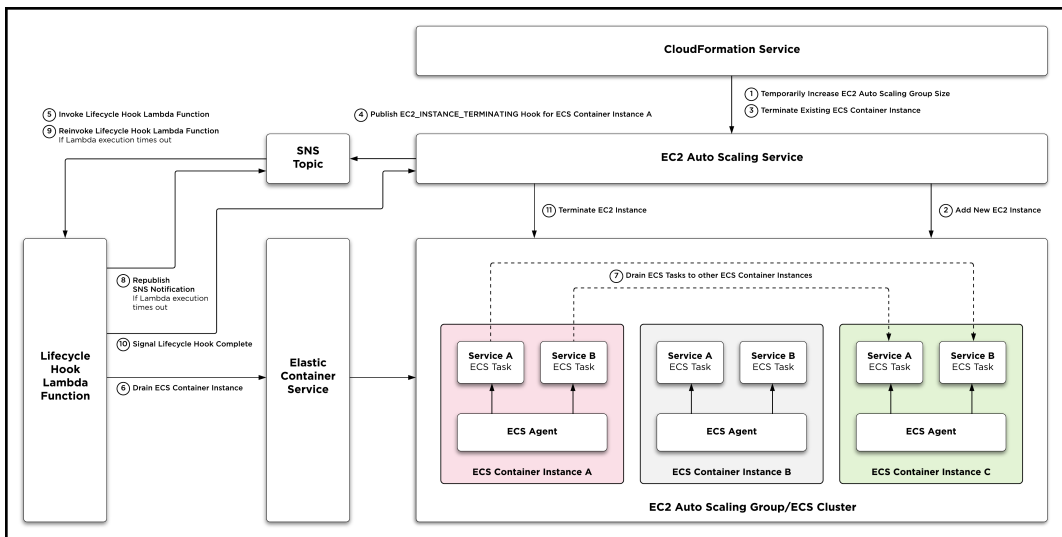 CloudFormation Service
1 Temporarily Increase EC2 Auto Scaling Group Size
3 Terminate Existing ECS Container Instance
5 Invoke Lifecycle Hook Lambda Function
9 Reinvoke Lifecycle Hook Lambda Function
If Lambda execution times out
4 Publish EC2_INSTANCE_TERMINATING Hook for ECS Container Instance A
SNS
Topic
EC2 Auto Scaling Service
11 Terminate EC2 Instance
2 Add New EC2 Instance
8 Republish
SNS Notification
If Lambda execution
times out
10 Signal Lifecycle Hook Complete
6 Drain ECS Container Instance
Lifecycle
Hook
Lambda
Function
Elastic
Container
Service
7 Drain ECS Tasks to other ECS Container Instances
Service A
ECS Task
Service B
ECS Task
ECS Agent
ECS Container Instance A
Service A
ECS Task
Service B
ECS Task
ECS Agent
ECS Container Instance B
Service A
ECS Task
Service B
ECS Task
ECS Agent
ECS Container Instance C
EC2 Auto Scaling Group/ECS Cluster